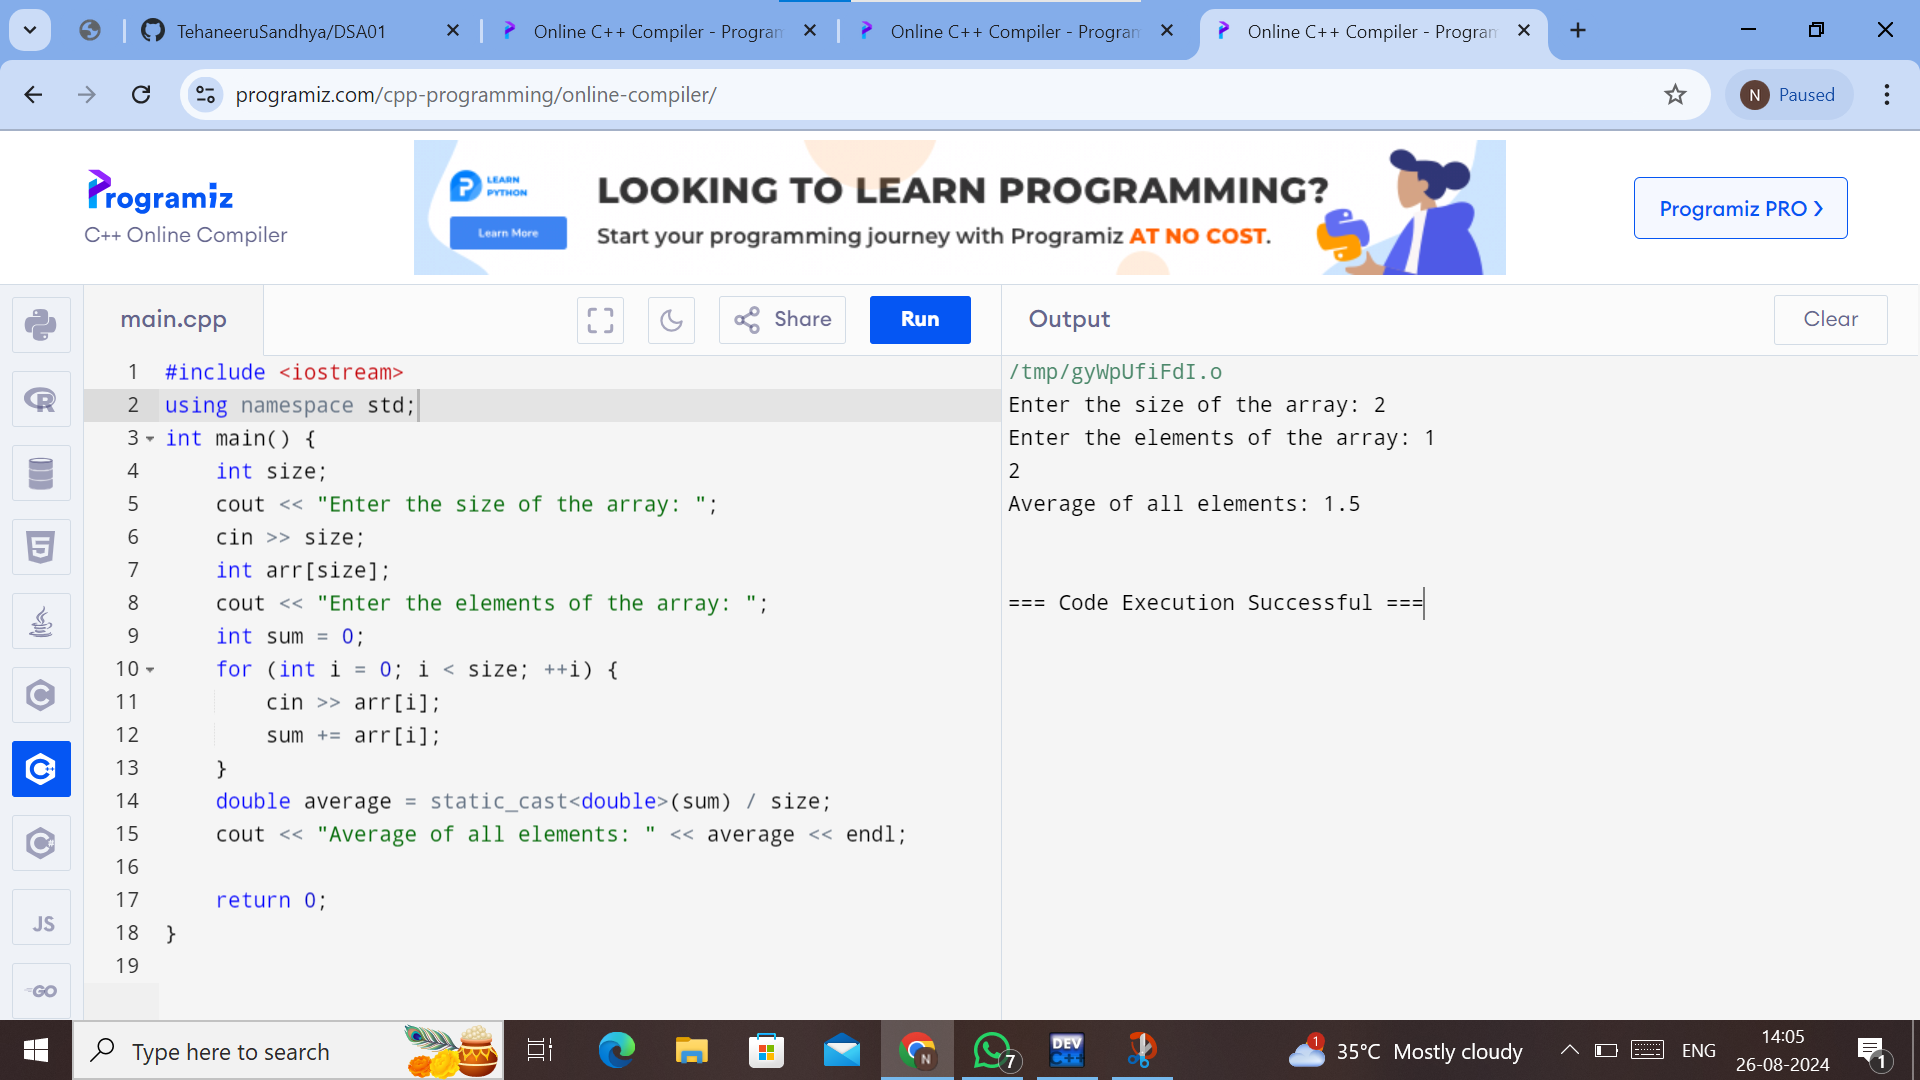 TehaneeruSandhya/DSA01
Online C++ Compiler - Program
Online C++ Compiler - Program
Online C++ Compiler - Program
programiz.com/cpp-programming/online-compiler/
N
Paused
Programiz
C++ Online Compiler
LEARN
PYTHON
Learn More
LOOKING TO LEARN PROGRAMMING?
Start your programming journey with Programiz AT NO COST.
Programiz PRO
main.cpp
Share
Run
Output
Clear
1 #include <iostream>
2 using namespace std;
3 int main() {
4 int size;
5 cout << "Enter the size of the array: ";
6 cin >> size;
7 int arr[size];
8 cout << "Enter the elements of the array: ";
9 int sum = 0;
10 for (int i = 0; i < size; ++i) {
11 cin >> arr[i];
12 sum += arr[i];
13 }
14 double average = static_cast<double>(sum) / size;
15 cout << "Average of all elements: " << average << endl;
16
17 return 0;
18 }
19
/tmp/gyWpUfiFdI.o
Enter the size of the array: 2
Enter the elements of the array: 1
2
Average of all elements: 1.5
=== Code Execution Successful ===
JS
GO
Type here to search
N
7
DEV
C++
1
35°C Mostly cloudy
ENG
14:05
26-08-2024
1